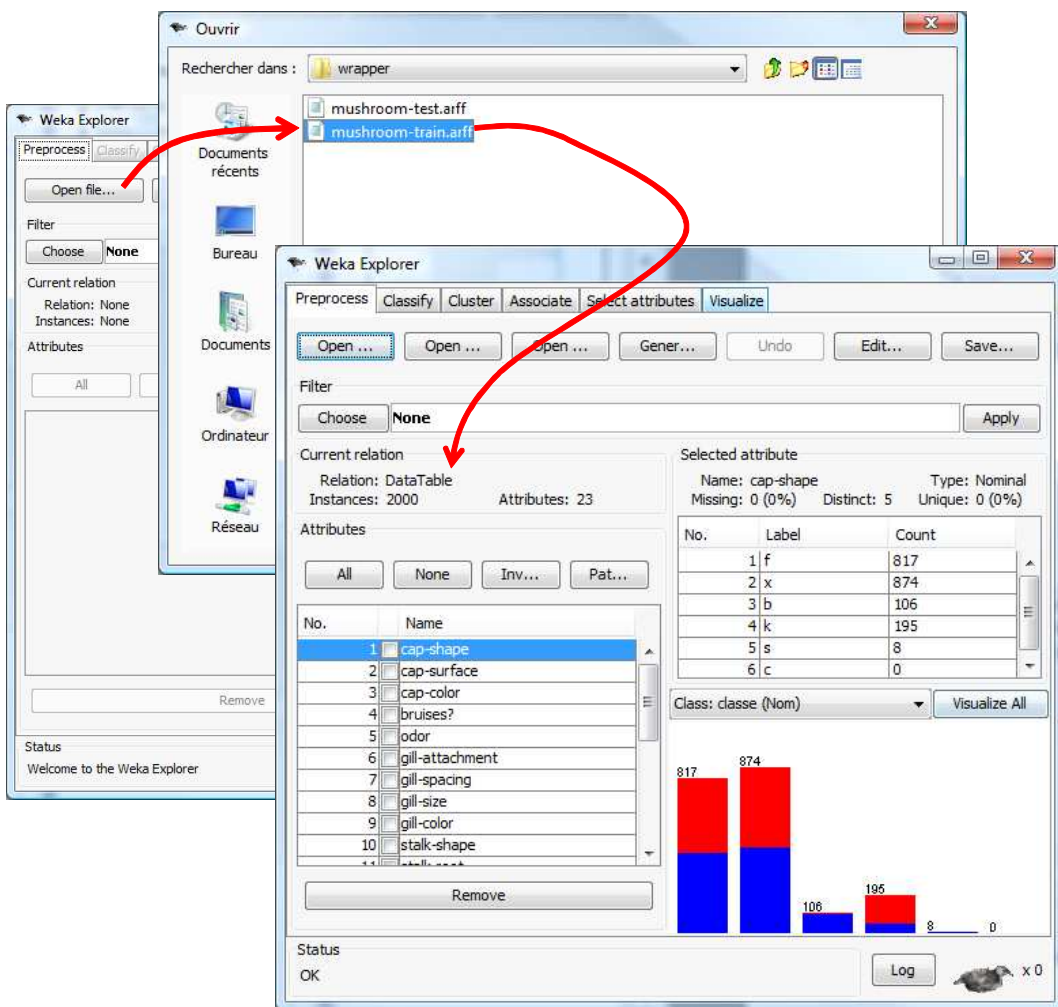 Ouvrir
Rechercher dans :
wrapper
mushroom-test.arff
mushroom-train.arff
Documents
récents
Bureau
Documents
Ordinateur
Réseau
Weka Explorer
Preprocess Classify
Open file...
Filter
Choose None
Current relation
Relation: None
Instances: None
Attributes
All
Remove
Status
Welcome to the Weka Explorer
Weka Explorer
Preprocess Classify Cluster Associate Select attributes Visualize
Open ... Open ... Open ... Gener... Undo Edit... Save...
Filter
Choose None Apply
Current relation
Relation: DataTable
Instances: 2000 Attributes: 23
Attributes
All None Inv... Pat...
No. Name
1 cap-shape
2 cap-surface
3 cap-color
4 bruises?
5 odor
6 gill-attachment
7 gill-spacing
8 gill-size
9 gill-color
10 stalk-shape
Remove
Selected attribute
Name: cap-shape Type: Nominal
Missing: 0 (0%) Distinct: 5 Unique: 0 (0%)
No. Label Count
1 f 817
2 x 874
3 b 106
4 k 195
5 s 8
6 c 0
Class: classe (Nom) Visualize All
817 874 106 195 8 0
Status
OK
Log x 0